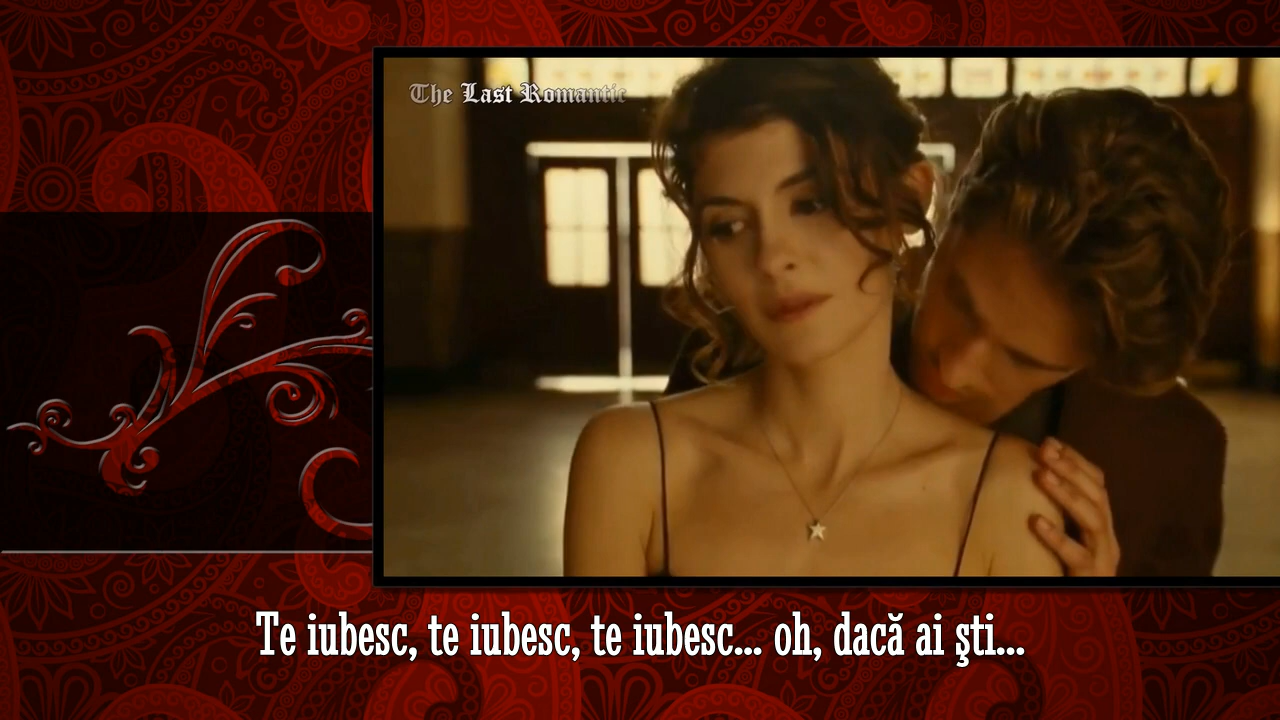 The Last Romantic
Te iubesc, te iubesc, te iubesc... oh, dacă ai şti...